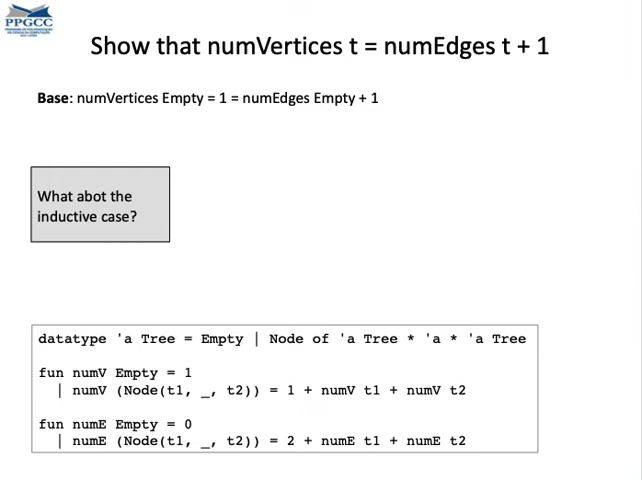 PPGCC
Show that numVertices t = numEdges t + 1
Base: numVertices Empty = 1 = numEdges Empty + 1
What abot the
inductive case?
datatype 'a Tree = Empty | Node of 'a Tree * 'a * 'a Tree
fun numV Empty = 1
| numV (Node(t1, _, t2)) = 1 + numV t1 + numV t2
fun numE Empty = 0
| numE (Node(t1, _, t2)) = 2 + numE t1 + numE t2